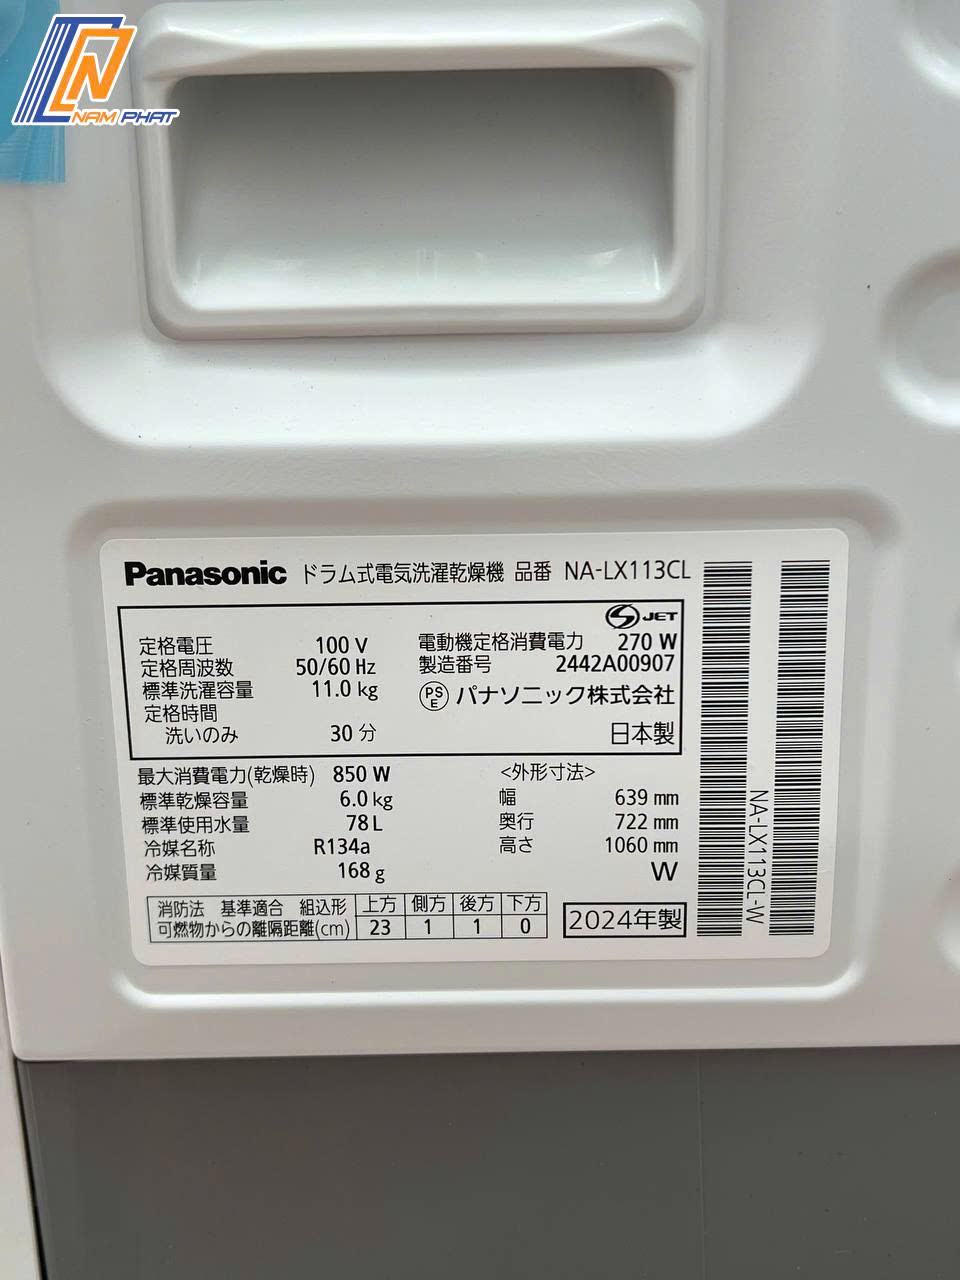 NAM PHAT
Panasonic ドラム式電気洗濯乾燥機 品番 NA-LX113CL
S JET
定格電圧 100 V 電動機定格消費電力 270 W
定格周波数 50/60 Hz 製造番号 2442A00907
標準洗濯容量 11.0 kg PSE パナソニック株式会社
定格時間
洗いのみ 30 分 日本製
最大消費電力(乾燥時) 850 W <外形寸法>
標準乾燥容量 6.0 kg 幅 639 mm
標準使用水量 78 L 奥行 722 mm
冷媒名称 R134a 高さ 1060 mm
冷媒質量 168 g W
消防法 基準適合 組込形 上方 側方 後方 下方
可燃物からの離隔距離(cm) 23 1 1 0
2024年製
NA-LX113CL-W